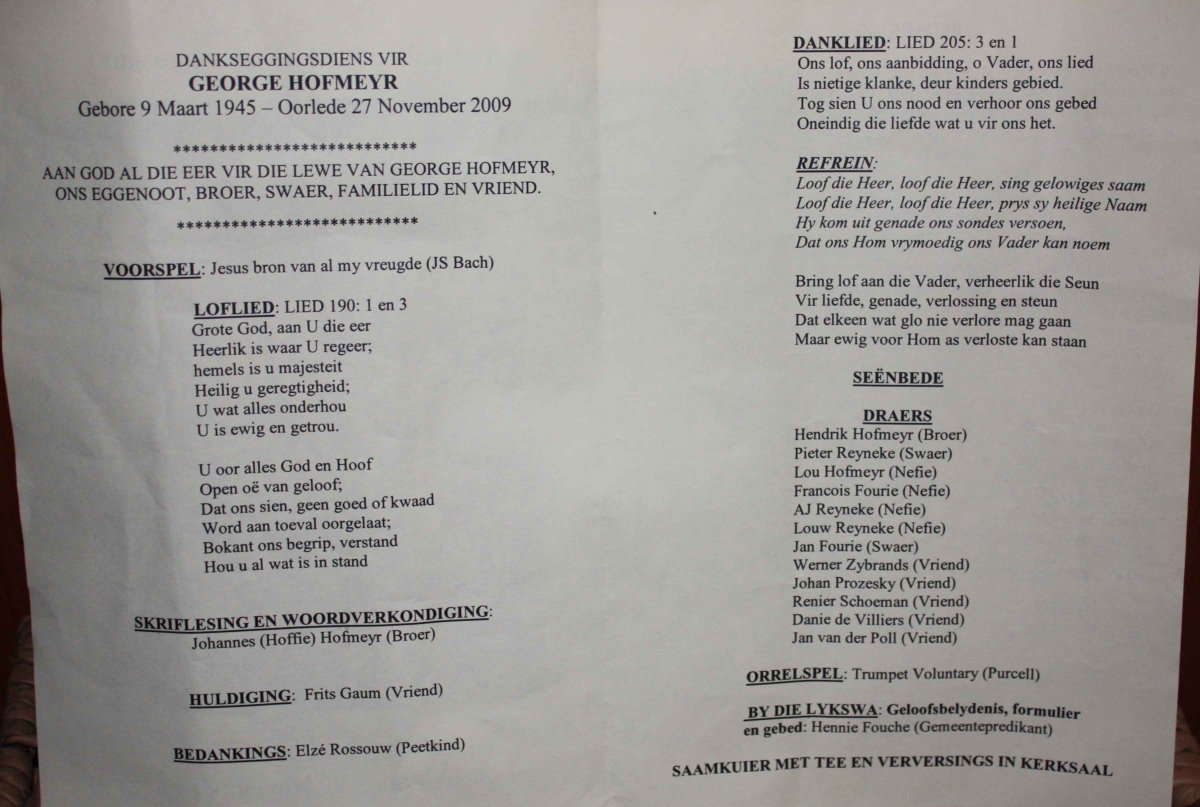 DANKSEGGINGSDIENS VIR
GEORGE HOFMEYR
Gebore 9 Maart 1945 – Oorlede 27 November 2009
***************************
AAN GOD AL DIE EER VIR DIE LEWE VAN GEORGE HOFMEYR,
ONS EGGENOOT, BROER, SWAER, FAMILIELID EN VRIEND.
***************************
VOORSPEL: Jesus bron van al my vreugde (JS Bach)
LOFLIED: LIED 190: 1 en 3
Grote God, aan U die eer
Heerlik is waar U regeer;
hemels is u majesteit
Heilig u geregtigheid;
U wat alles onderhou
U is ewig en getrou.
U oor alles God en Hoof
Open oë van geloof;
Dat ons sien, geen goed of kwaad
Word aan toeval oorgelaat;
Bokant ons begrip, verstand
Hou u al wat is in stand
SKRIFLESING EN WOORDVERKONDIGING:
Johannes (Hoffie) Hofmeyr (Broer)
HULDIGING: Frits Gaum (Vriend)
BEDANKINGS: Elzé Rossouw (Peetkind)
DANKLIED: LIED 205: 3 en 1
Ons lof, ons aanbidding, o Vader, ons lied
Is nietige klanke, deur kinders gebied.
Tog sien U ons nood en verhoor ons gebed
Oneindig die liefde wat u vir ons het.
REFREIN:
Loof die Heer, loof die Heer, sing gelowiges saam
Loof die Heer, loof die Heer, prys sy heilige Naam
Hy kom uit genade ons sondes versoen,
Dat ons Hom vrymoedig ons Vader kan noem
Bring lof aan die Vader, verheerlik die Seun
Vir liefde, genade, verlossing en steun
Dat elkeen wat glo nie verlore mag gaan
Maar ewig voor Hom as verloste kan staan
SEËNBEDE
DRAERS
Hendrik Hofmeyr (Broer)
Pieter Reyneke (Swaer)
Lou Hofmeyr (Nefie)
Francois Fourie (Nefie)
AJ Reyneke (Nefie)
Louw Reyneke (Nefie)
Jan Fourie (Swaer)
Werner Zybrands (Vriend)
Johan Prozesky (Vriend)
Renier Schoeman (Vriend)
Danie de Villiers (Vriend)
Jan van der Poll (Vriend)
ORRELSPEL: Trumpet Voluntary (Purcell)
BY DIE LYKSWA: Geloofsbelydenis, formulier
en gebed: Hennie Fouche (Gemeentepredikant)
SAAMKUIER MET TEE EN VERVERSINGS IN KERKSAAL